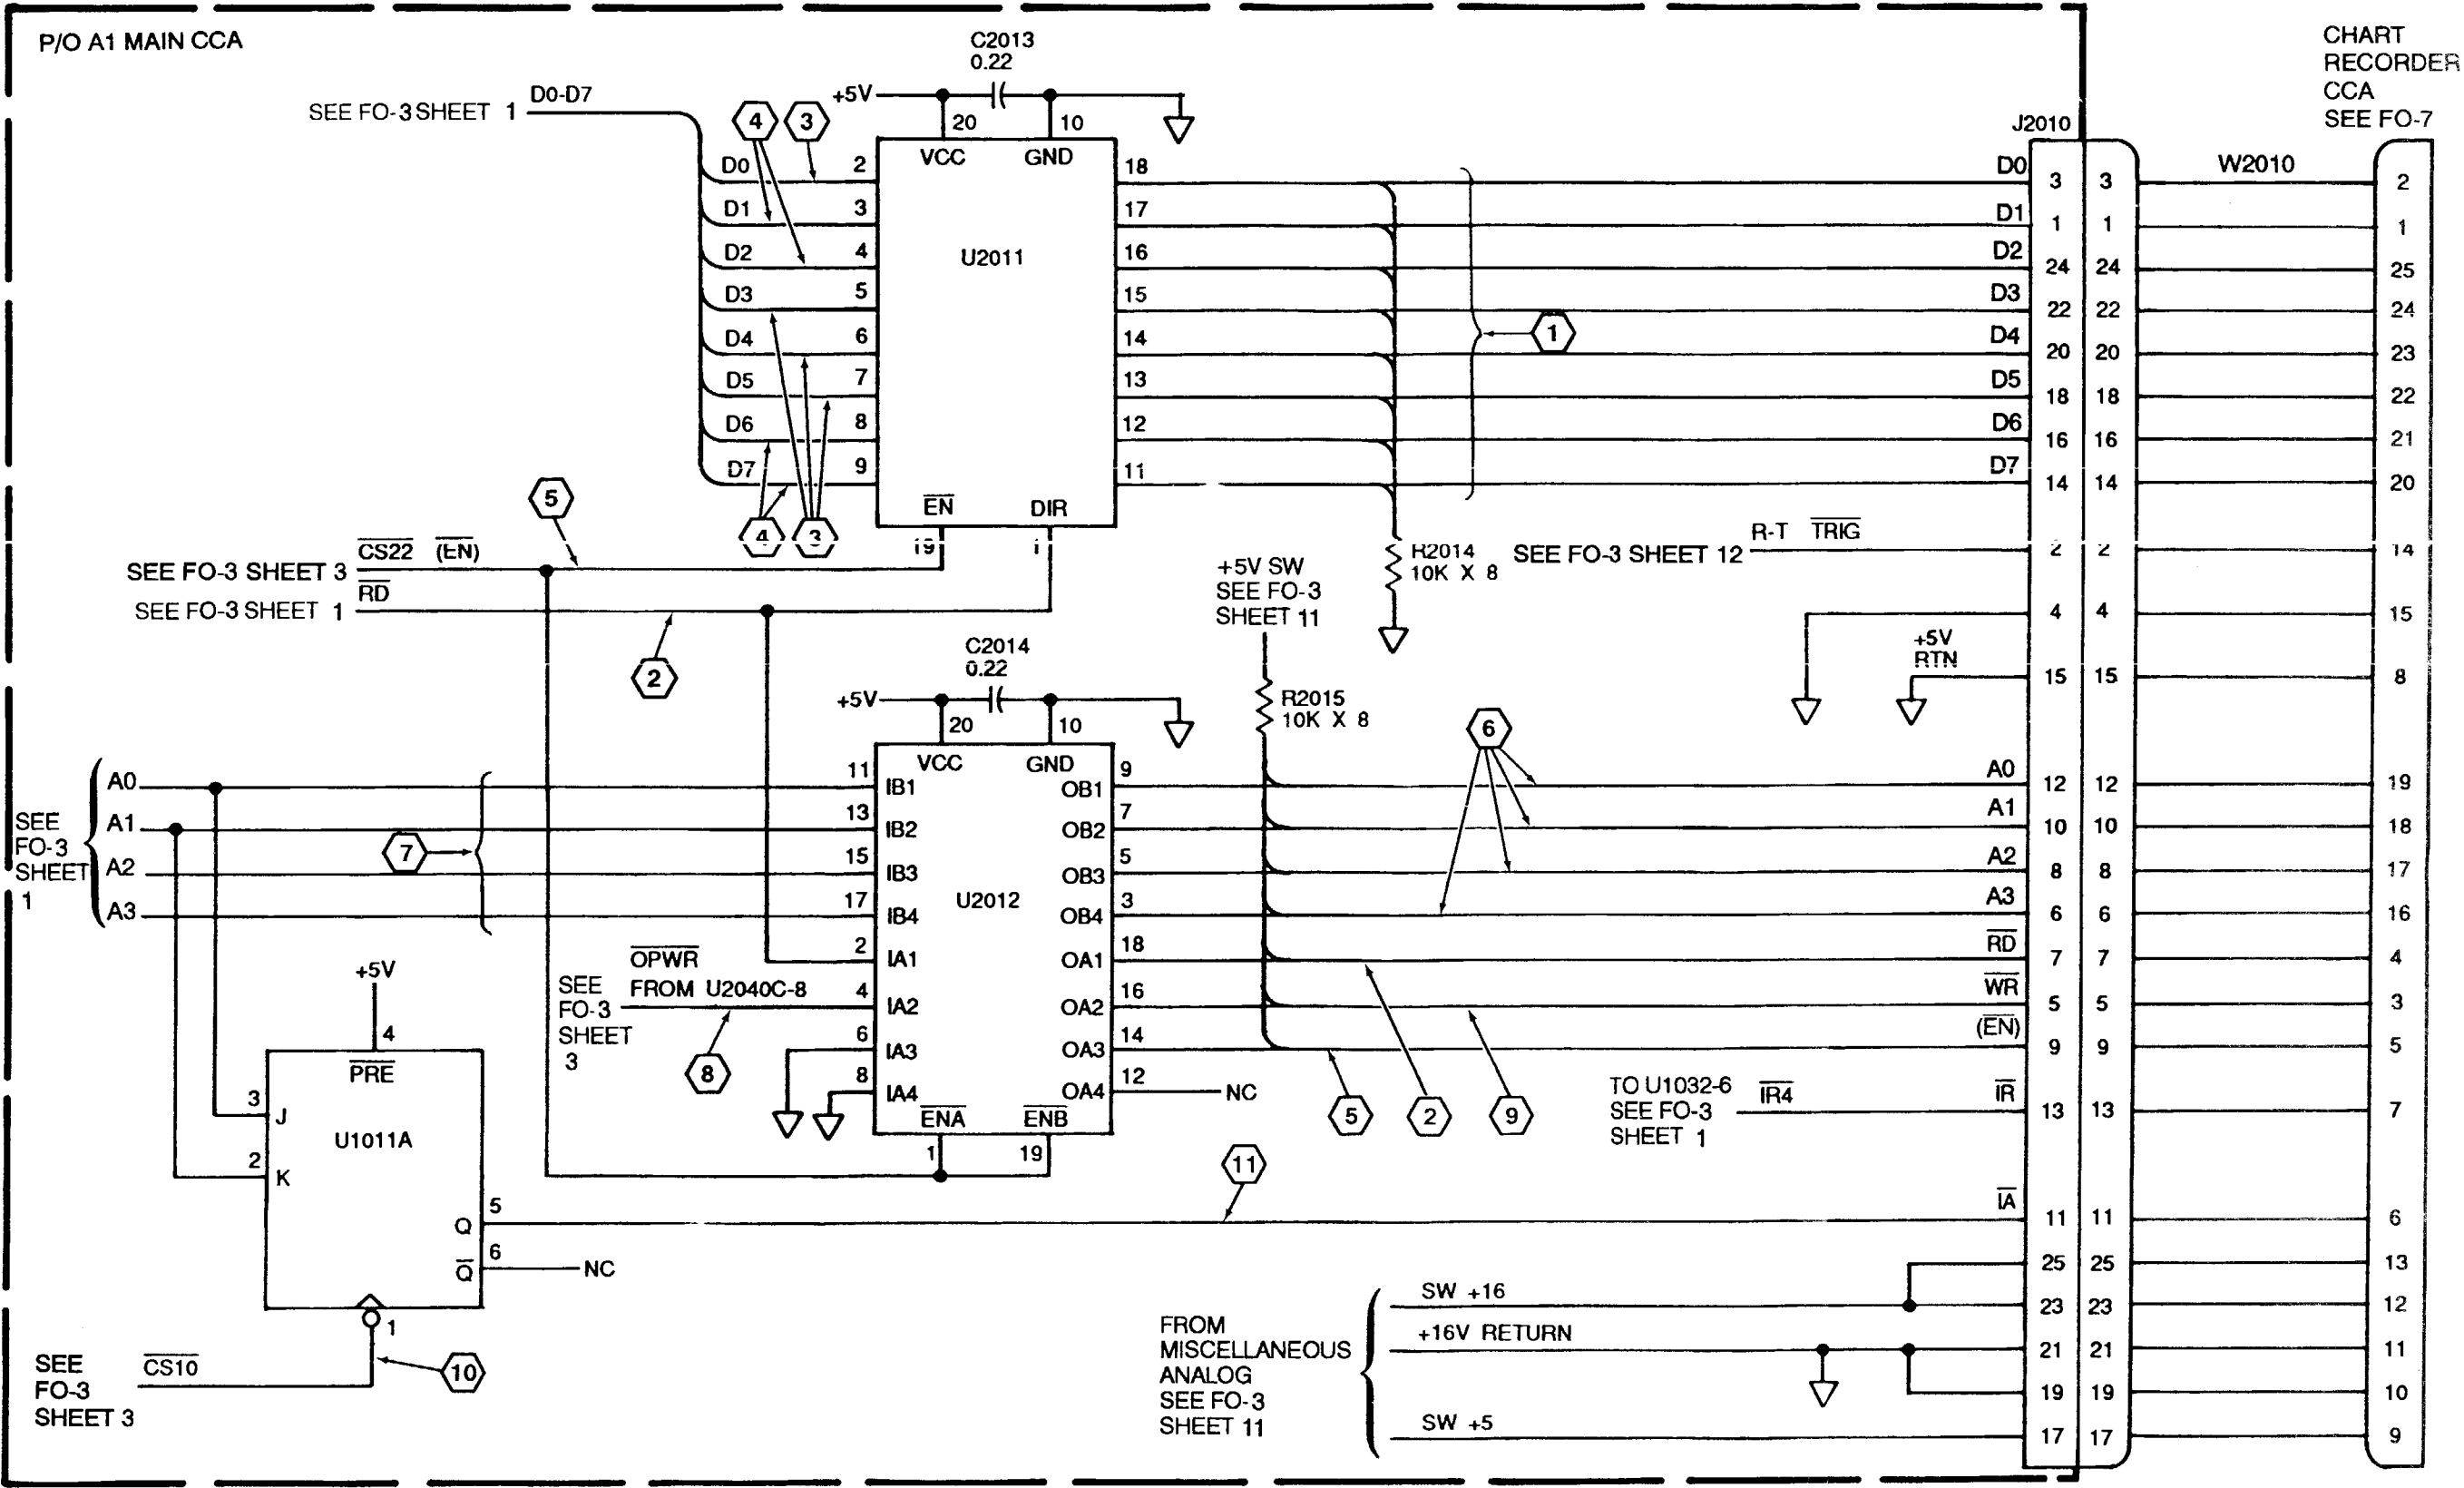 P/O A1 MAIN CCA
CHART
RECORDER
CCA
SEE FO-7
C2013
0.22
+5V
20
10
SEE FO-3 SHEET 1
D0-D7
4
3
VCC
GND
U2011
EN
DIR
19
1
D0 2
D1 3
D2 4
D3 5
D4 6
D5 7
D6 8
D7 9
18
17
16
15
14
13
12
11
4
3
1
J2010
W2010
D0 3 3 2
D1 1 1 1
D2 24 24 25
D3 22 22 24
D4 20 20 23
D5 18 18 22
D6 16 16 21
D7 14 14 20
R-T TRIG
SEE FO-3 SHEET 12
2 2 14
4 4 15
+5V
RTN
15 15 8
R2014
10K X 8
5
SEE FO-3 SHEET 3
CS22 (EN)
SEE FO-3 SHEET 1
RD
2
+5V SW
SEE FO-3
SHEET 11
R2015
10K X 8
C2014
0.22
+5V
20
10
VCC
GND
U2012
SEE
FO-3
SHEET
1
A0
A1
A2
A3
7
11 IB1
13 IB2
15 IB3
17 IB4
2 IA1
4 IA2
6 IA3
8 IA4
OB1 9
OB2 7
OB3 5
OB4 3
OA1 18
OA2 16
OA3 14
OA4 12
NC
ENA
ENB
1
19
OPWR
FROM U2040C-8
SEE
FO-3
SHEET
3
8
6
5
2
9
A0 12 12 19
A1 10 10 18
A2 8 8 17
A3 6 6 16
RD 7 7 4
WR 5 5 3
(EN) 9 9 5
TO U1032-6
SEE FO-3
SHEET 1
IR4
IR 13 13 7
+5V
4
PRE
3 J
2 K
U1011A
Q 5
Q 6
NC
1
11
IA 11 11 6
25 25 13
23 23 12
21 21 11
19 19 10
17 17 9
SEE
FO-3
SHEET 3
CS10
10
FROM
MISCELLANEOUS
ANALOG
SEE FO-3
SHEET 11
SW +16
+16V RETURN
SW +5